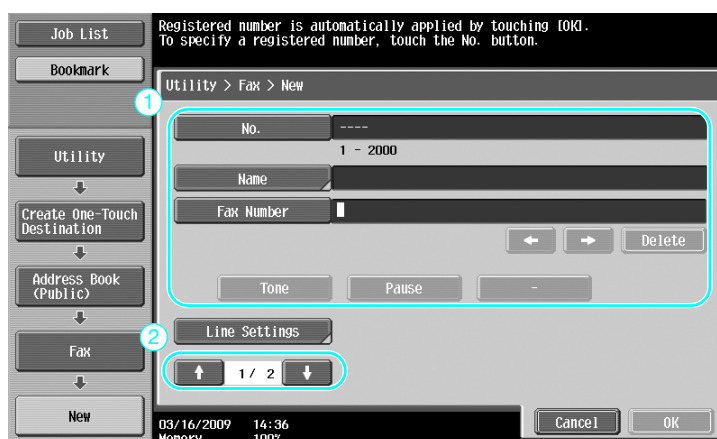 Job List
Bookmark
Registered number is automatically applied by touching [OK].
To specify a registered number, touch the No. button.
Utility > Fax > New
1
No.
----
1 - 2000
Name
Fax Number
Delete
Tone
Pause
-
2
Line Settings
1/ 2
Utility
Create One-Touch
Destination
Address Book
(Public)
Fax
New
03/16/2009 14:36
Memory 100%
Cancel
OK